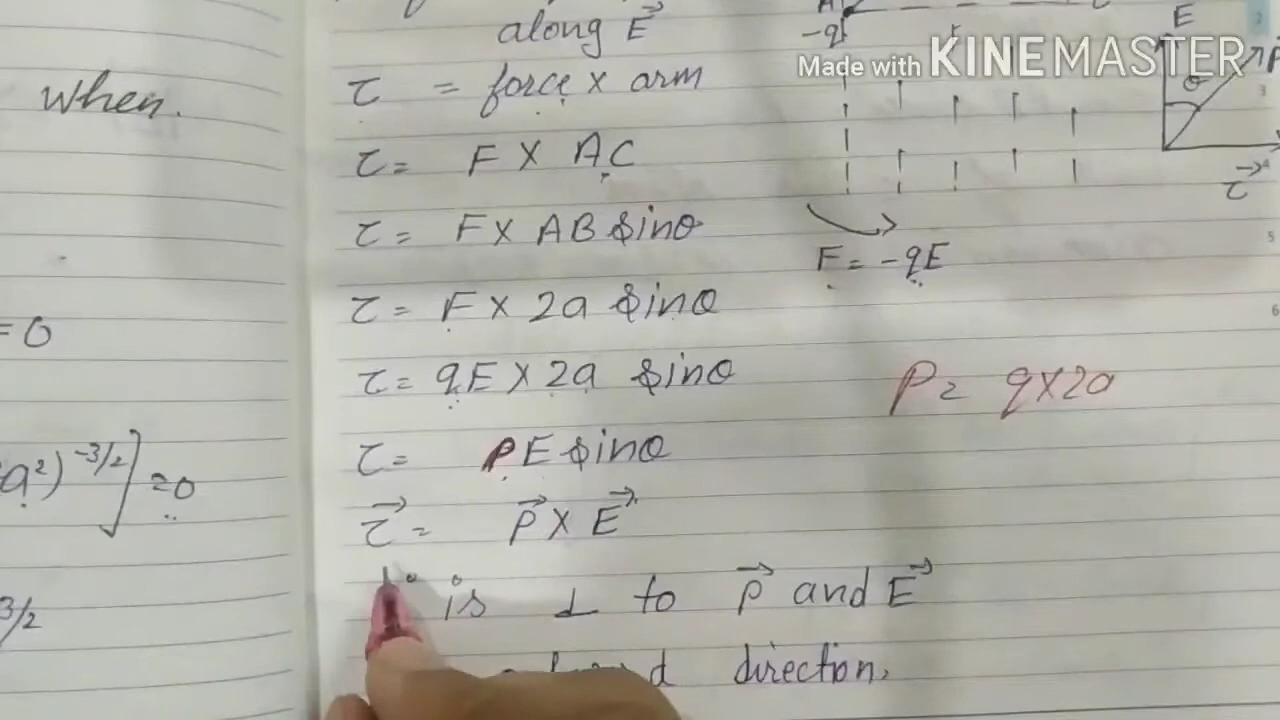 along E⃗
-q
Made with KINEMASTER
E
when.
τ = force × arm
θ
τ = F × AC
τ⃗
τ = F × AB sinθ
F = -qE
τ = F × 2a sinθ
= 0
τ = qE × 2a sinθ
P = q×2a
τ = PE sinθ
a²)^-3/2] = 0
τ⃗ = P⃗ × E⃗
is ⊥ to P⃗ and E⃗
3/2
direction.